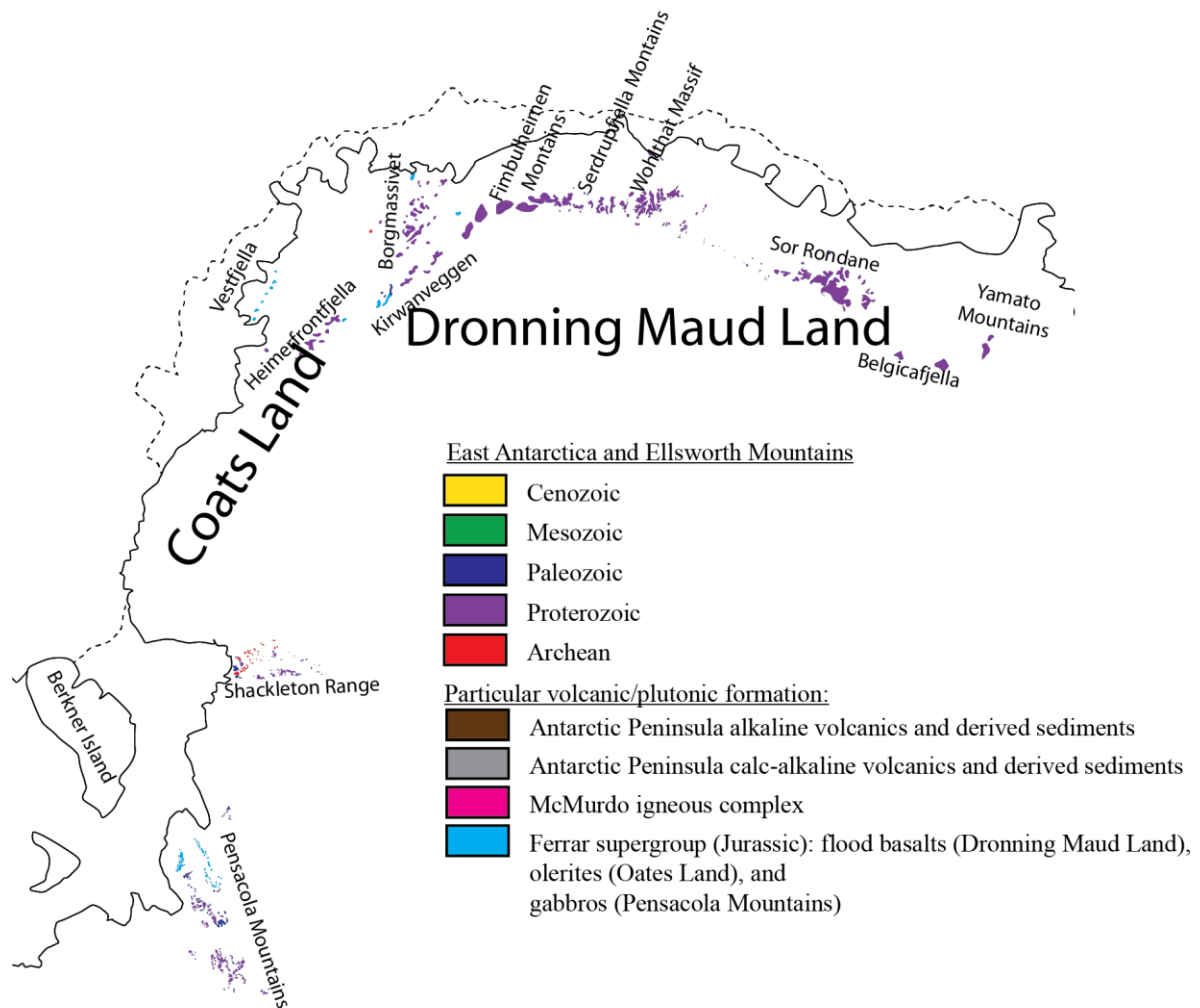 Fimbulheimen
Montains
Serdrupfjella Montains
Wohlthat Massif
Borgmassivet
Vestfjella
Heimenfrontfjella
Kirwanveggen
Sor Rondane
Yamato
Mountains
Belgicafjella
Dronning Maud Land
Coats Land
Shackleton Range
Berkner Island
Pensacola Mountains
East Antarctica and Ellsworth Mountains
Cenozoic
Mesozoic
Paleozoic
Proterozoic
Archean
Particular volcanic/plutonic formation:
Antarctic Peninsula alkaline volcanics and derived sediments
Antarctic Peninsula calc-alkaline volcanics and derived sediments
McMurdo igneous complex
Ferrar supergroup (Jurassic): flood basalts (Dronning Maud Land),
olerites (Oates Land), and
gabbros (Pensacola Mountains)